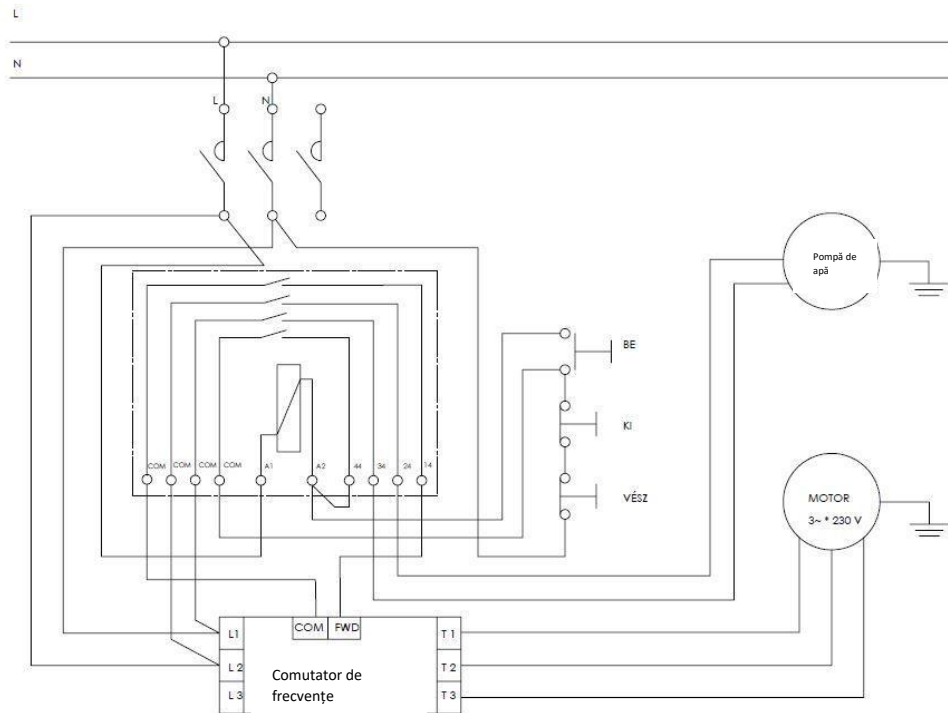 L
N
L
N
Pompă de
apă
BE
KI
VÉSZ
COM
COM
COM
COM
A1
A2
44
34
24
14
MOTOR
3~ * 230 V
L1
COM
FWD
T 1
L 2
Comutator de
frecvențe
T 2
L 3
T 3